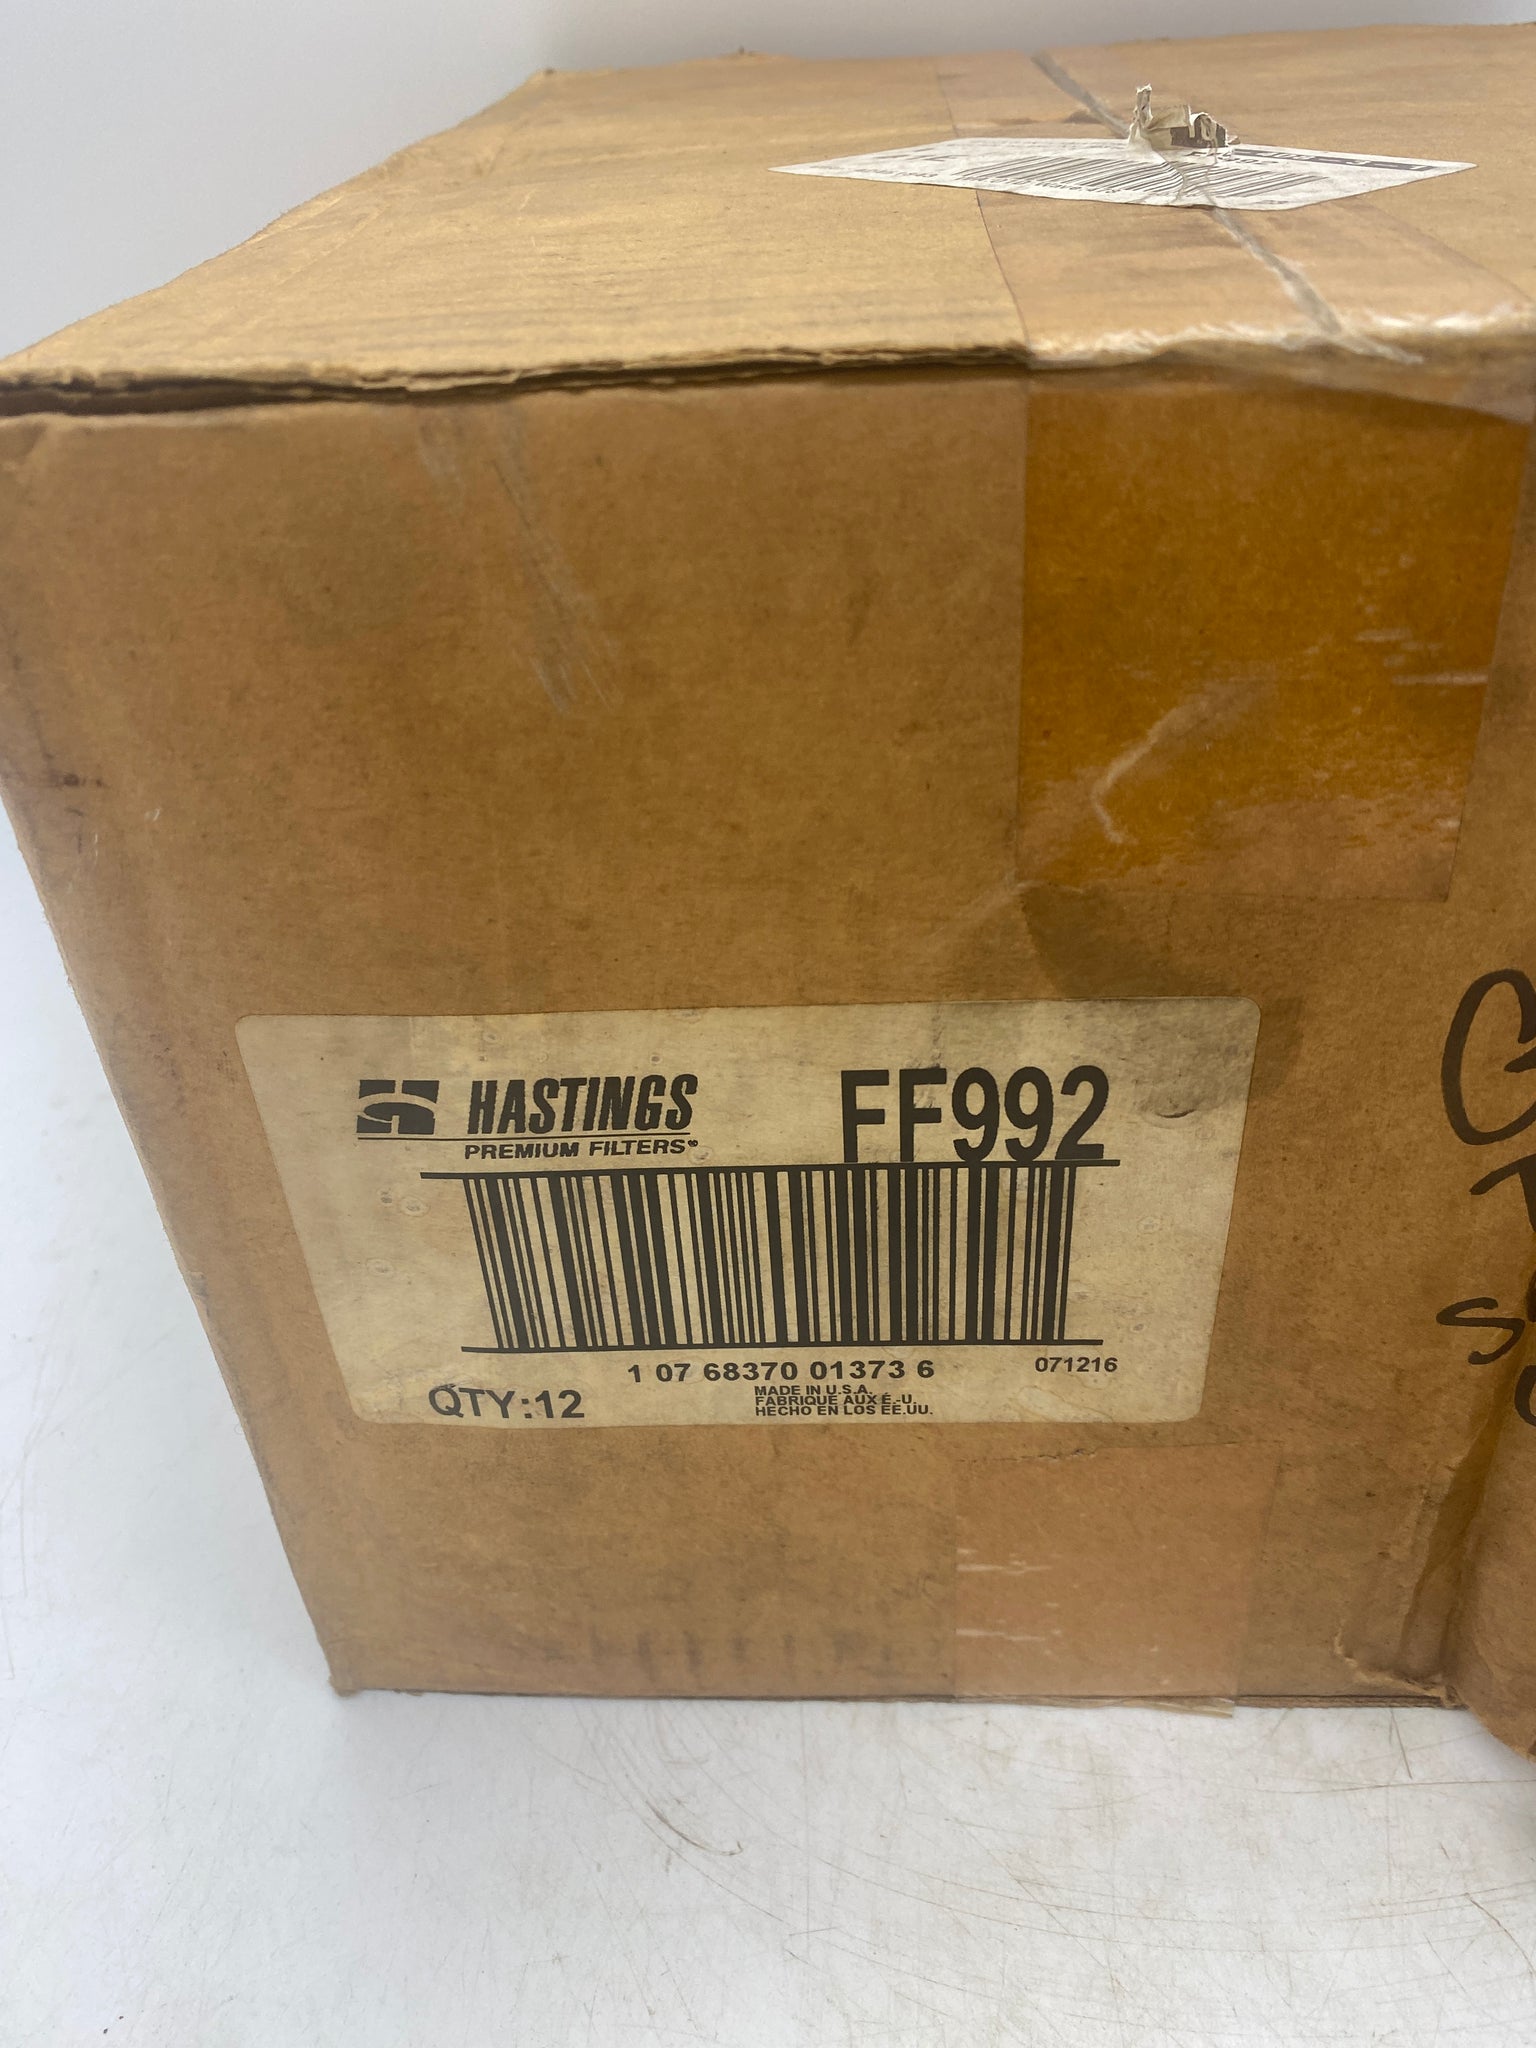 HASTINGS
PREMIUM FILTERS®
FF992
1 07 68370 01373 6
071216
QTY:12
MADE IN U.S.A.
FABRIQUÉ AUX É.-U.
HECHO EN LOS EE.UU.